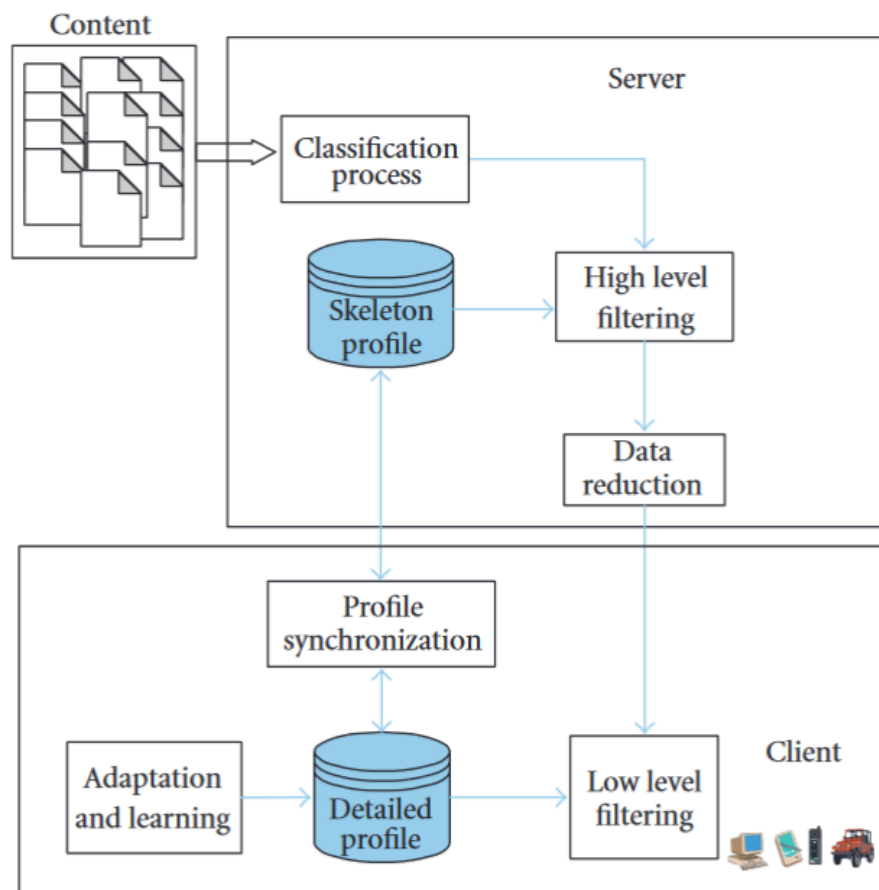 Content
Server
Classification
process
Skeleton
profile
High level
filtering
Data
reduction
Profile
synchronization
Adaptation
and learning
Detailed
profile
Low level
filtering
Client